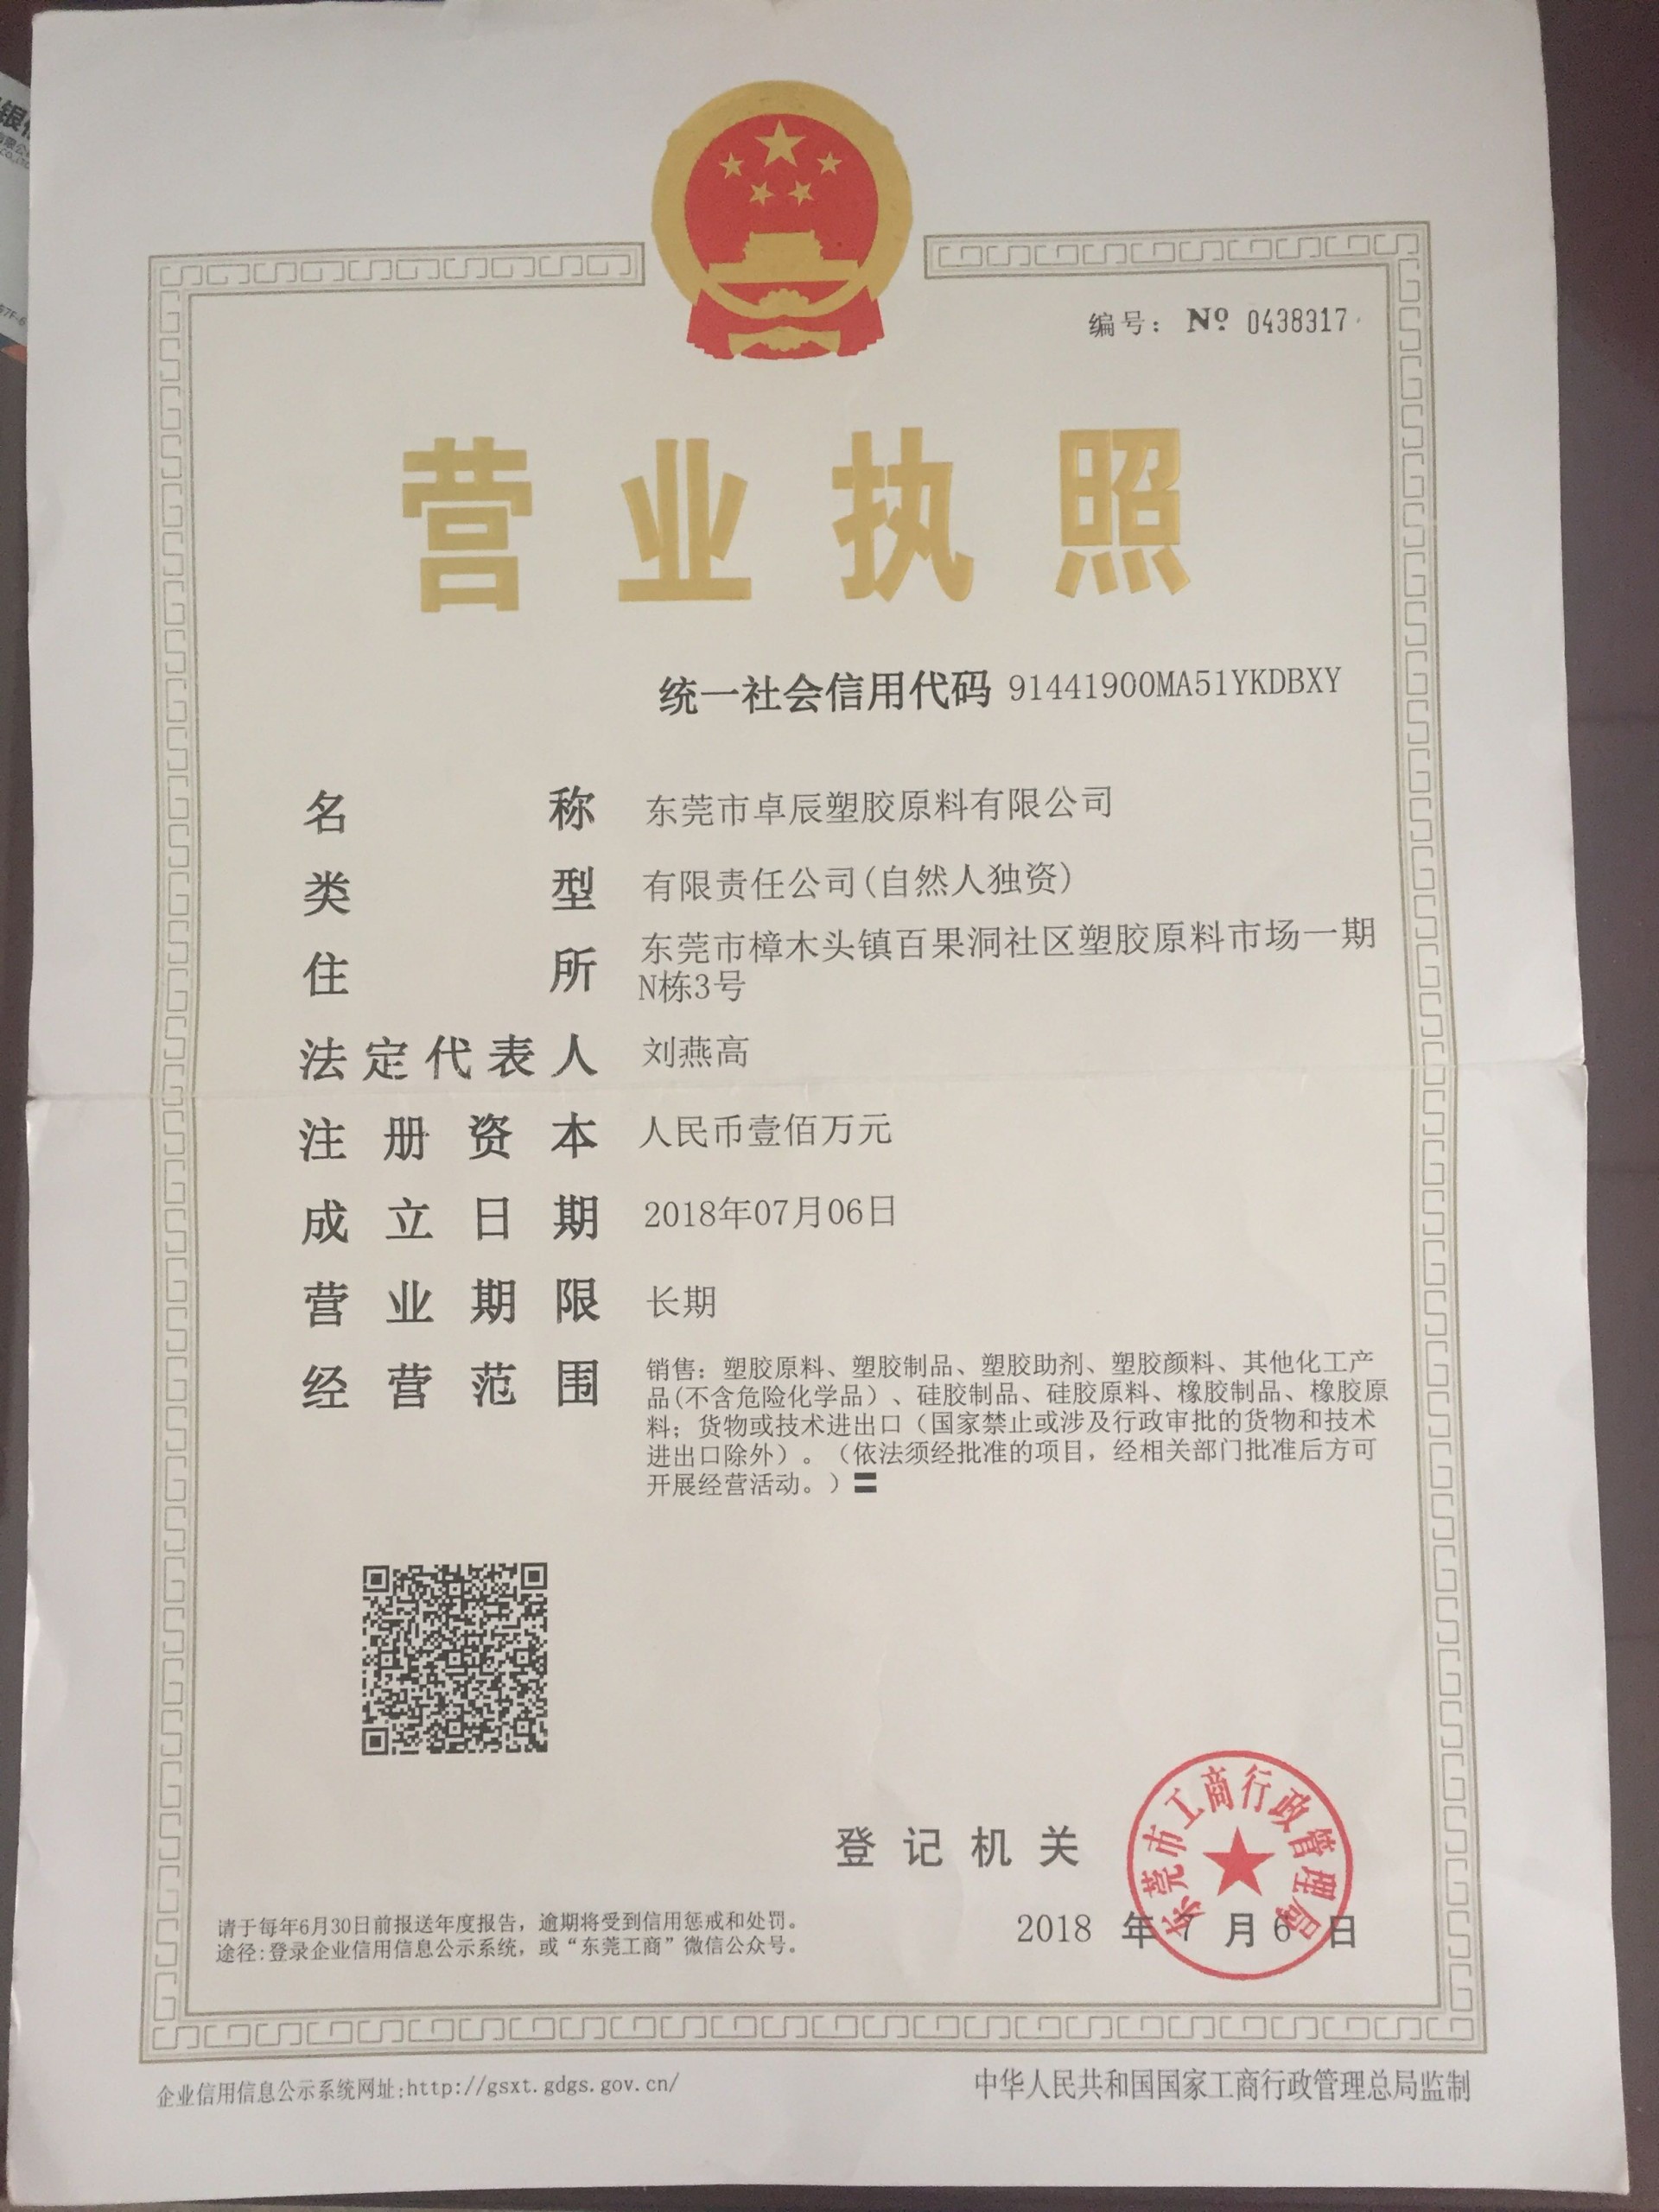 编号： Nº 0438317
营业执照
统一社会信用代码 91441900MA51YKDBXY
名称 东莞市卓辰塑胶原料有限公司
类型 有限责任公司(自然人独资)
住所 东莞市樟木头镇百果洞社区塑胶原料市场一期
N栋3号
法定代表人 刘燕高
注册资本 人民币壹佰万元
成立日期 2018年07月06日
营业期限 长期
经营范围 销售：塑胶原料、塑胶制品、塑胶助剂、塑胶颜料、其他化工产
品(不含危险化学品）、硅胶制品、硅胶原料、橡胶制品、橡胶原
料；货物或技术进出口（国家禁止或涉及行政审批的货物和技术
进出口除外）。（依法须经批准的项目，经相关部门批准后方可
开展经营活动。）〓
登记机关
东莞市工商行政管理局
2018 年 7 月 6 日
请于每年6月30日前报送年度报告，逾期将受到信用惩戒和处罚。
途径:登录企业信用信息公示系统，或“东莞工商”微信公众号。
企业信用信息公示系统网址:http://gsxt.gdgs.gov.cn/
中华人民共和国国家工商行政管理总局监制